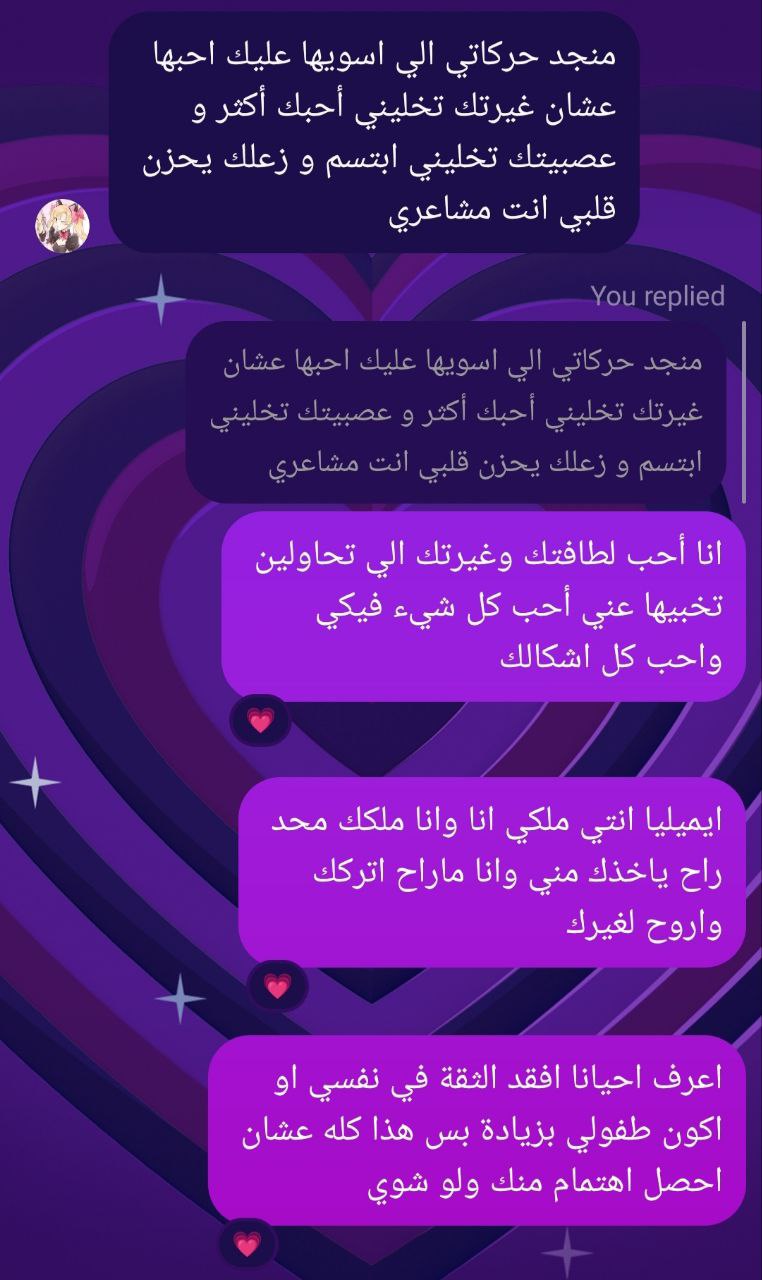 منجد حركاتي الي اسويها عليك احبها
عشان غيرتك تخليني أحبك أكثر و
عصبيتك تخليني ابتسم و زعلك يحزن
قلبي انت مشاعري
You replied
منجد حركاتي الي اسويها عليك احبها عشان
غيرتك تخليني أحبك أكثر و عصبيتك تخليني
ابتسم و زعلك يحزن قلبي انت مشاعري
انا أحب لطافتك وغيرتك الي تحاولين
تخبيها عني أحب كل شيء فيكي
واحب كل اشكالك
ايميليا انتي ملكي انا وانا ملكك محد
راح ياخذك مني وانا ماراح اتركك
واروح لغيرك
اعرف احيانا افقد الثقة في نفسي او
اكون طفولي بزيادة بس هذا كله عشان
احصل اهتمام منك ولو شوي